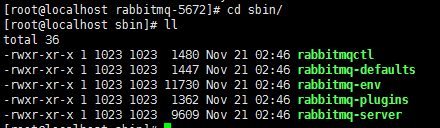 [root@localhost rabbitmq-5672]# cd sbin/
[root@localhost sbin]# ll
total 36
-rwxr-xr-x 1 1023 1023  1480 Nov 21 02:46 rabbitmqctl
-rwxr-xr-x 1 1023 1023  1447 Nov 21 02:46 rabbitmq-defaults
-rwxr-xr-x 1 1023 1023 11730 Nov 21 02:46 rabbitmq-env
-rwxr-xr-x 1 1023 1023  1362 Nov 21 02:46 rabbitmq-plugins
-rwxr-xr-x 1 1023 1023  9609 Nov 21 02:46 rabbitmq-server
[root@localhost sbin]#